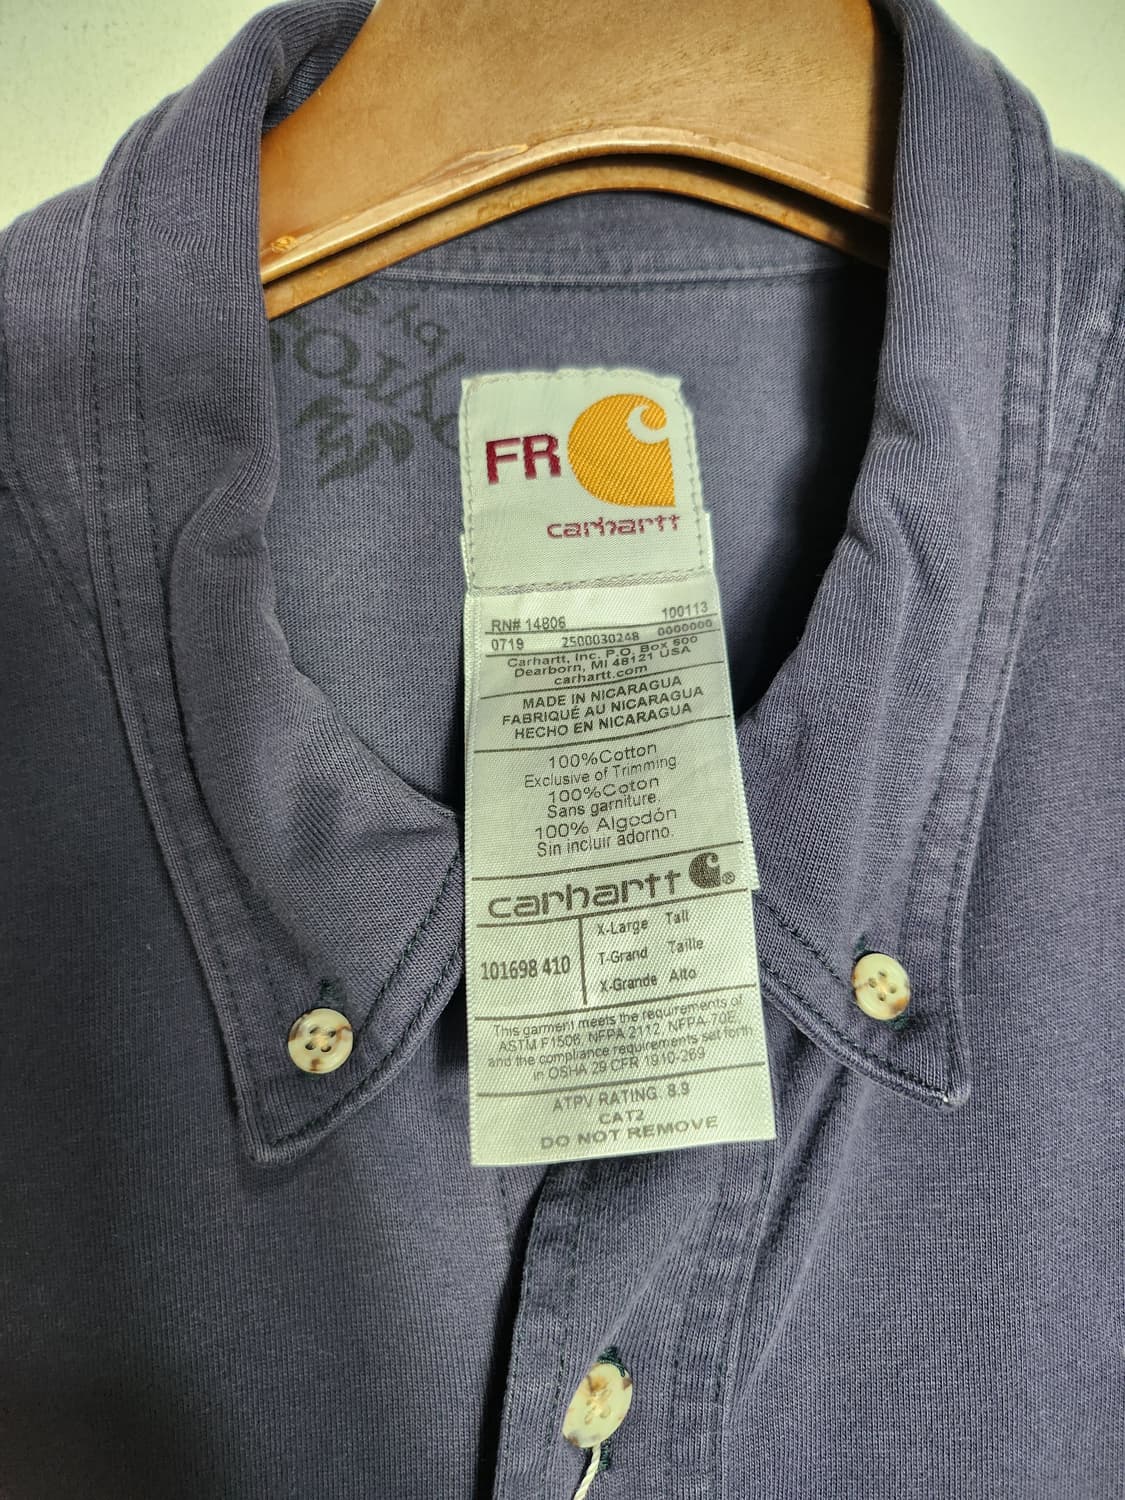 FR
carhartt
RN# 14806 100113
0719 2500030248 0000000
Carhartt, Inc. P.O. Box 600
Dearborn, MI 48121 USA
carhartt.com
MADE IN NICARAGUA
FABRIQUÉ AU NICARAGUA
HECHO EN NICARAGUA
100%Cotton
Exclusive of Trimming
100%Coton
Sans garniture.
100% Algodón
Sin incluir adorno.
carhartt ®
101698 410
X-Large Tall
T-Grand Taille
X-Grande Alto
This garment meets the requirements of
ASTM F1506, NFPA 2112, NFPA 70E,
and the compliance requirements set forth
in OSHA 29 CFR 1910-269
ATPV RATING: 8.9
CAT2
DO NOT REMOVE